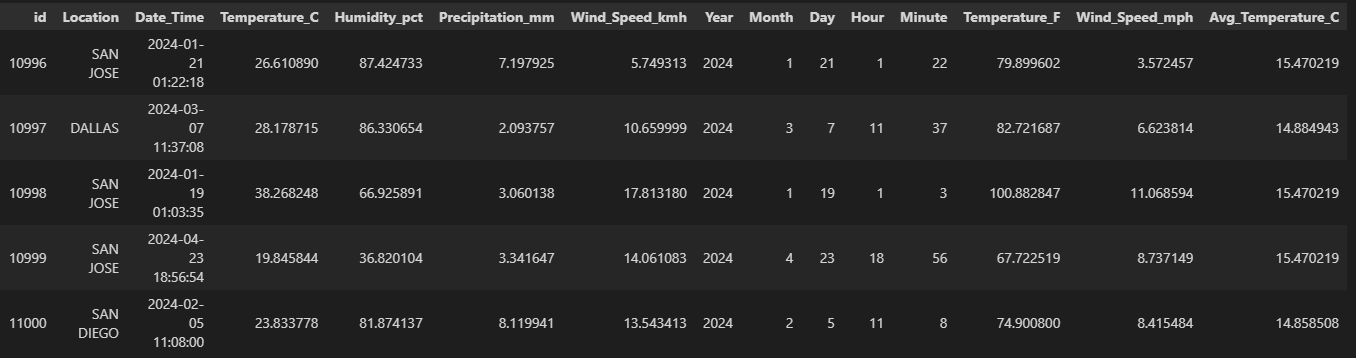 id Location Date_Time Temperature_C Humidity_pct Precipitation_mm Wind_Speed_kmh Year Month Day Hour Minute Temperature_F Wind_Speed_mph Avg_Temperature_C
10996 SAN JOSE 2024-01-21 01:22:18 26.610890 87.424733 7.197925 5.749313 2024 1 21 1 22 79.899602 3.572457 15.470219
10997 DALLAS 2024-03-07 11:37:08 28.178715 86.330654 2.093757 10.659999 2024 3 7 11 37 82.721687 6.623814 14.884943
10998 SAN JOSE 2024-01-19 01:03:35 38.268248 66.925891 3.060138 17.813180 2024 1 19 1 3 100.882847 11.068594 15.470219
10999 SAN JOSE 2024-04-23 18:56:54 19.845844 36.820104 3.341647 14.061083 2024 4 23 18 56 67.722519 8.737149 15.470219
11000 SAN DIEGO 2024-02-05 11:08:00 23.833778 81.874137 8.119941 13.543413 2024 2 5 11 8 74.900800 8.415484 14.858508